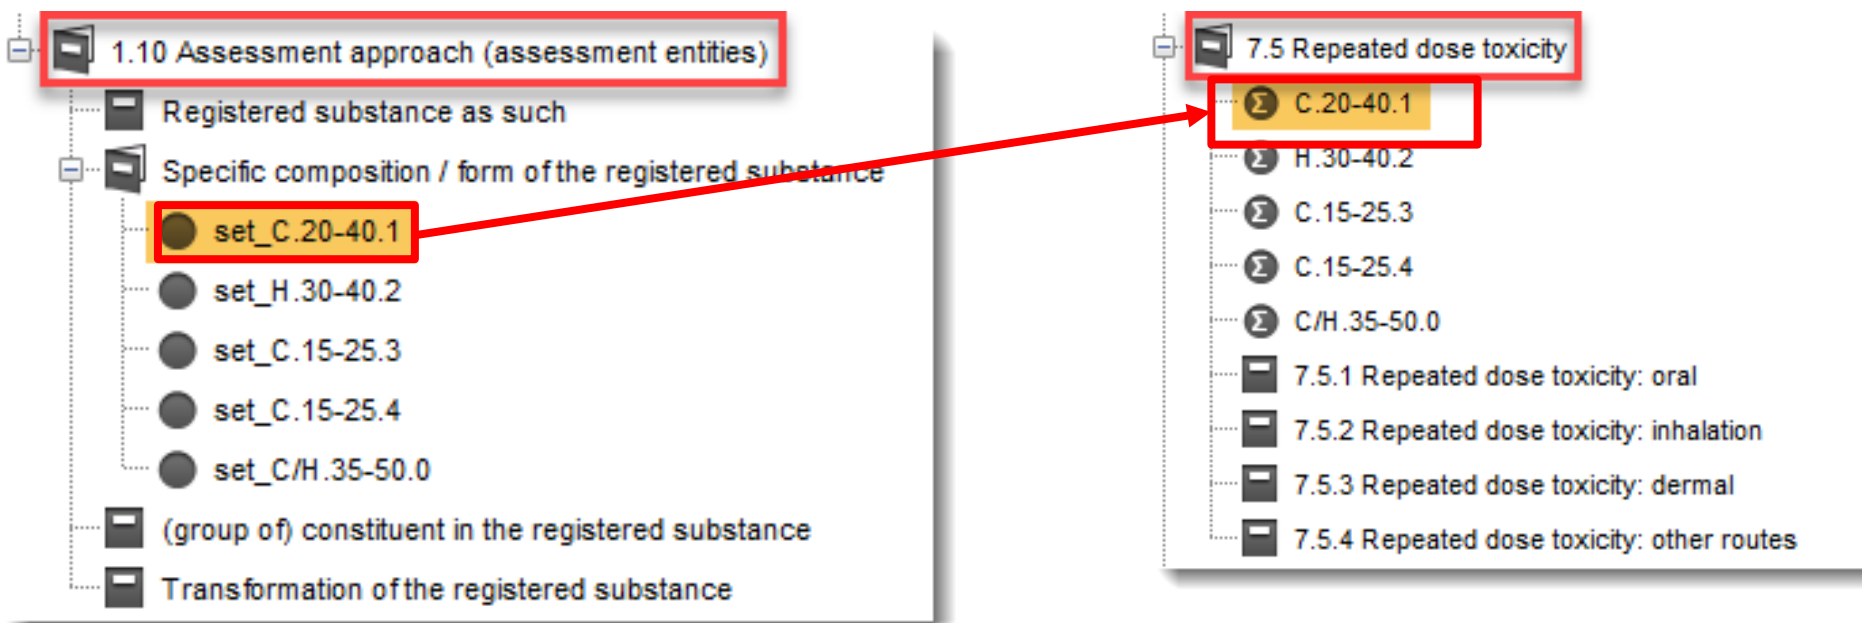 1.10 Assessment approach (assessment entities)
Registered substance as such
Specific composition / form of the registered substance
set_C.20-40.1
set_H.30-40.2
set_C.15-25.3
set_C.15-25.4
set_C/H.35-50.0
(group of) constituent in the registered substance
Transformation of the registered substance
7.5 Repeated dose toxicity
Σ C.20-40.1
Σ H.30-40.2
Σ C.15-25.3
Σ C.15-25.4
Σ C/H.35-50.0
7.5.1 Repeated dose toxicity: oral
7.5.2 Repeated dose toxicity: inhalation
7.5.3 Repeated dose toxicity: dermal
7.5.4 Repeated dose toxicity: other routes